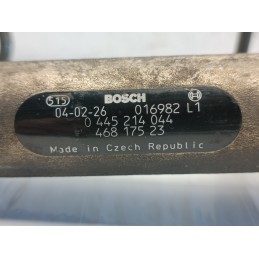 515 BOSCH
04-02-26 016982 L1
0 445 214 044
468 175 23
Made in Czech Republic